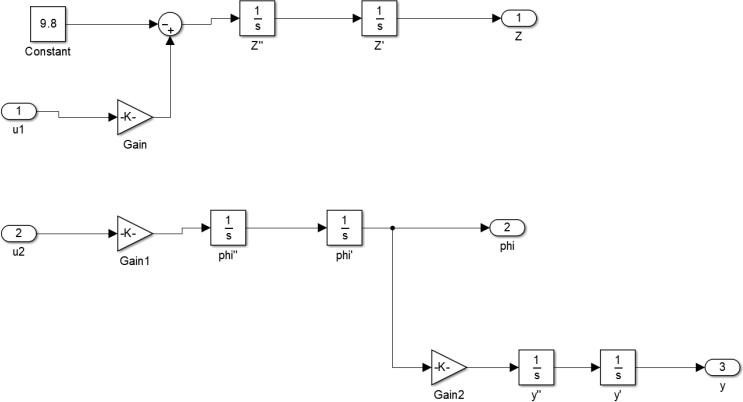 9.8
Constant
-
+
1
s
Z''
1
s
Z'
1
Z
1
u1
-K-
Gain
2
u2
-K-
Gain1
1
s
phi''
1
s
phi'
2
phi
-K-
Gain2
1
s
y''
1
s
y'
3
y